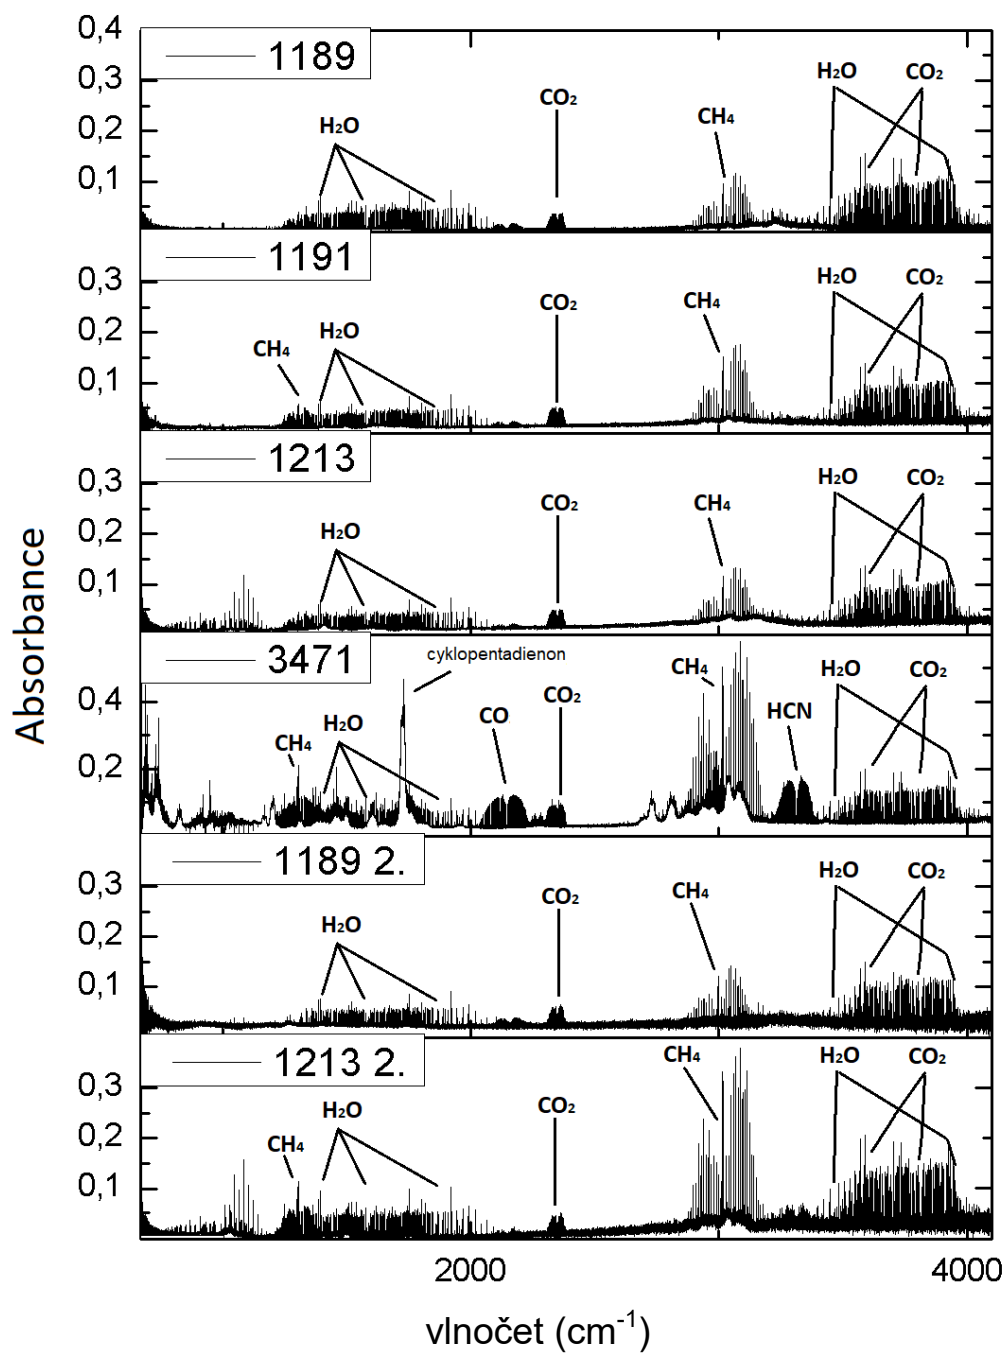 0,4
1189
0,3
H₂O
CO₂
CO₂
CH₄
0,2
H₂O
0,1
1191
0,3
H₂O
CO₂
CO₂
CH₄
0,2
H₂O
CH₄
0,1
1213
0,3
H₂O
CO₂
CO₂
CH₄
0,2
H₂O
0,1
3471
cyklopentadienon
CH₄
H₂O
CO₂
0,4
CO
CO₂
HCN
H₂O
CH₄
0,2
1189 2.
0,3
CO₂
CH₄
H₂O
CO₂
0,2
H₂O
0,1
1213 2.
CH₄
H₂O
CO₂
0,3
H₂O
CO₂
0,2
CH₄
0,1
Absorbance
2000
4000
vlnočet (cm⁻¹)